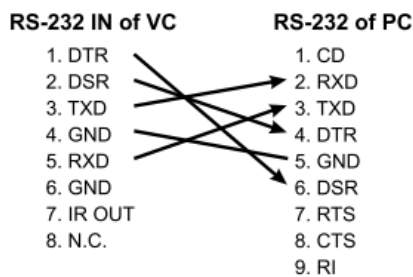 RS-232 IN of VC
1. DTR
2. DSR
3. TXD
4. GND
5. RXD
6. GND
7. IR OUT
8. N.C.
RS-232 of PC
1. CD
2. RXD
3. TXD
4. DTR
5. GND
6. DSR
7. RTS
8. CTS
9. RI